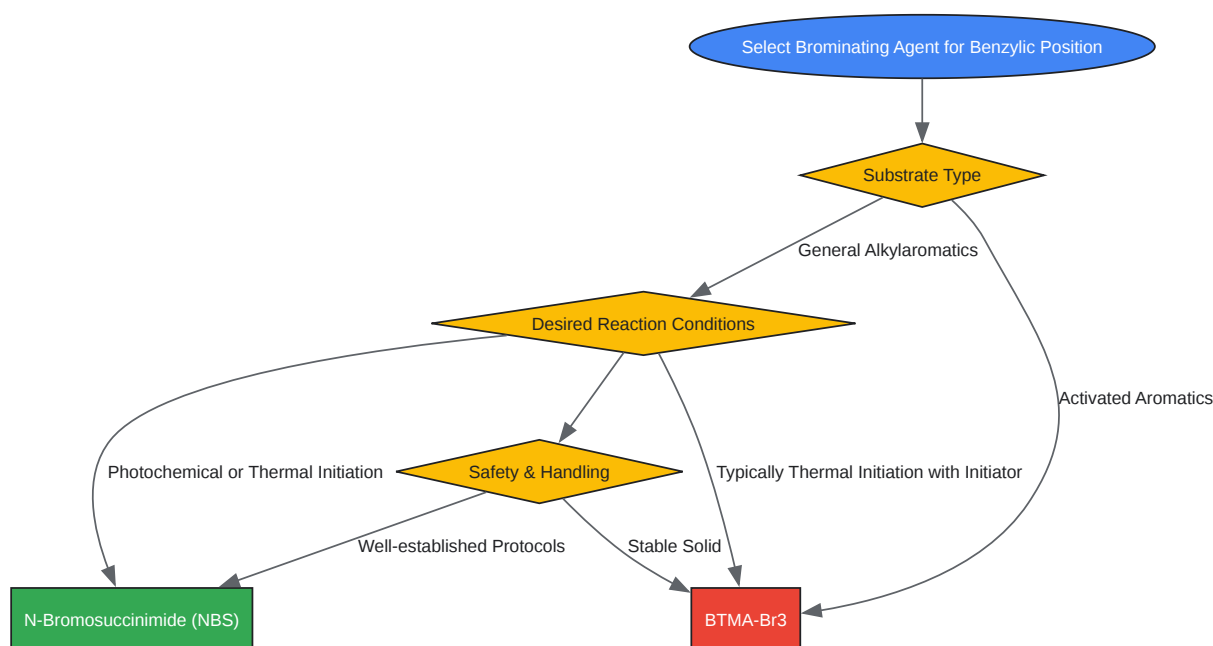 Select Brominating Agent for Benzylic Position
Substrate Type
General Alkylaromatics
Desired Reaction Conditions
Activated Aromatics
Photochemical or Thermal Initiation
Safety & Handling
Typically Thermal Initiation with Initiator
Well-established Protocols
Stable Solid
N-Bromosuccinimide (NBS)
BTMA-Br3